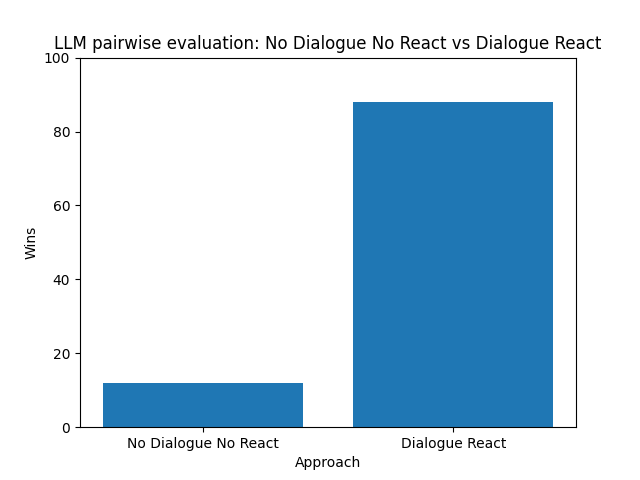 LLM pairwise evaluation: No Dialogue No React vs Dialogue React
100
80
60
40
20
0
Wins
No Dialogue No React
Dialogue React
Approach